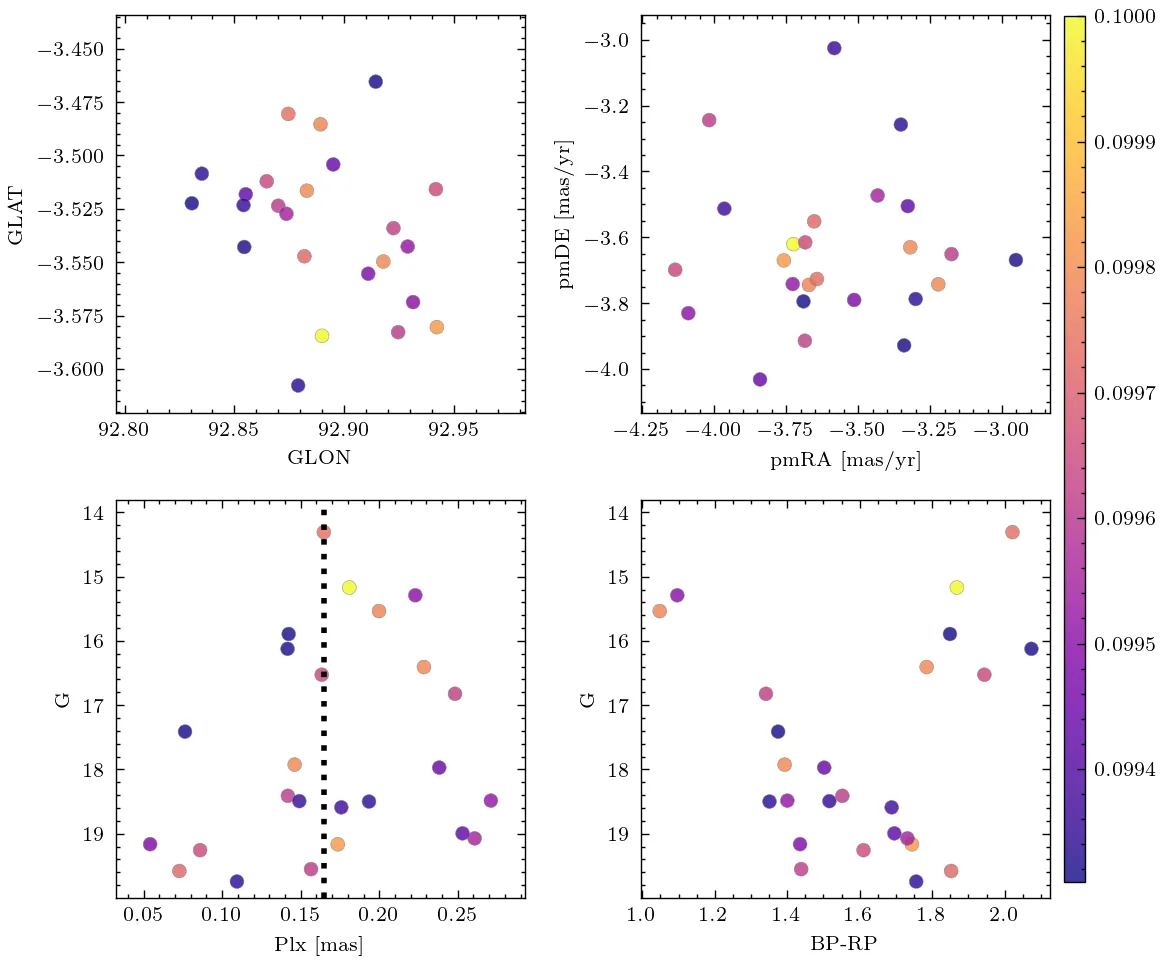 −3.450
−3.475
−3.500
−3.525
−3.550
−3.575
−3.600
GLAT
92.80 92.85 92.90 92.95
GLON
−3.0
−3.2
−3.4
−3.6
−3.8
−4.0
pmDE [mas/yr]
−4.25 −4.00 −3.75 −3.50 −3.25 −3.00
pmRA [mas/yr]
14
15
16
17
18
19
G
0.05 0.10 0.15 0.20 0.25
Plx [mas]
14
15
16
17
18
19
G
1.0 1.2 1.4 1.6 1.8 2.0
BP-RP
0.1000
0.0999
0.0998
0.0997
0.0996
0.0995
0.0994